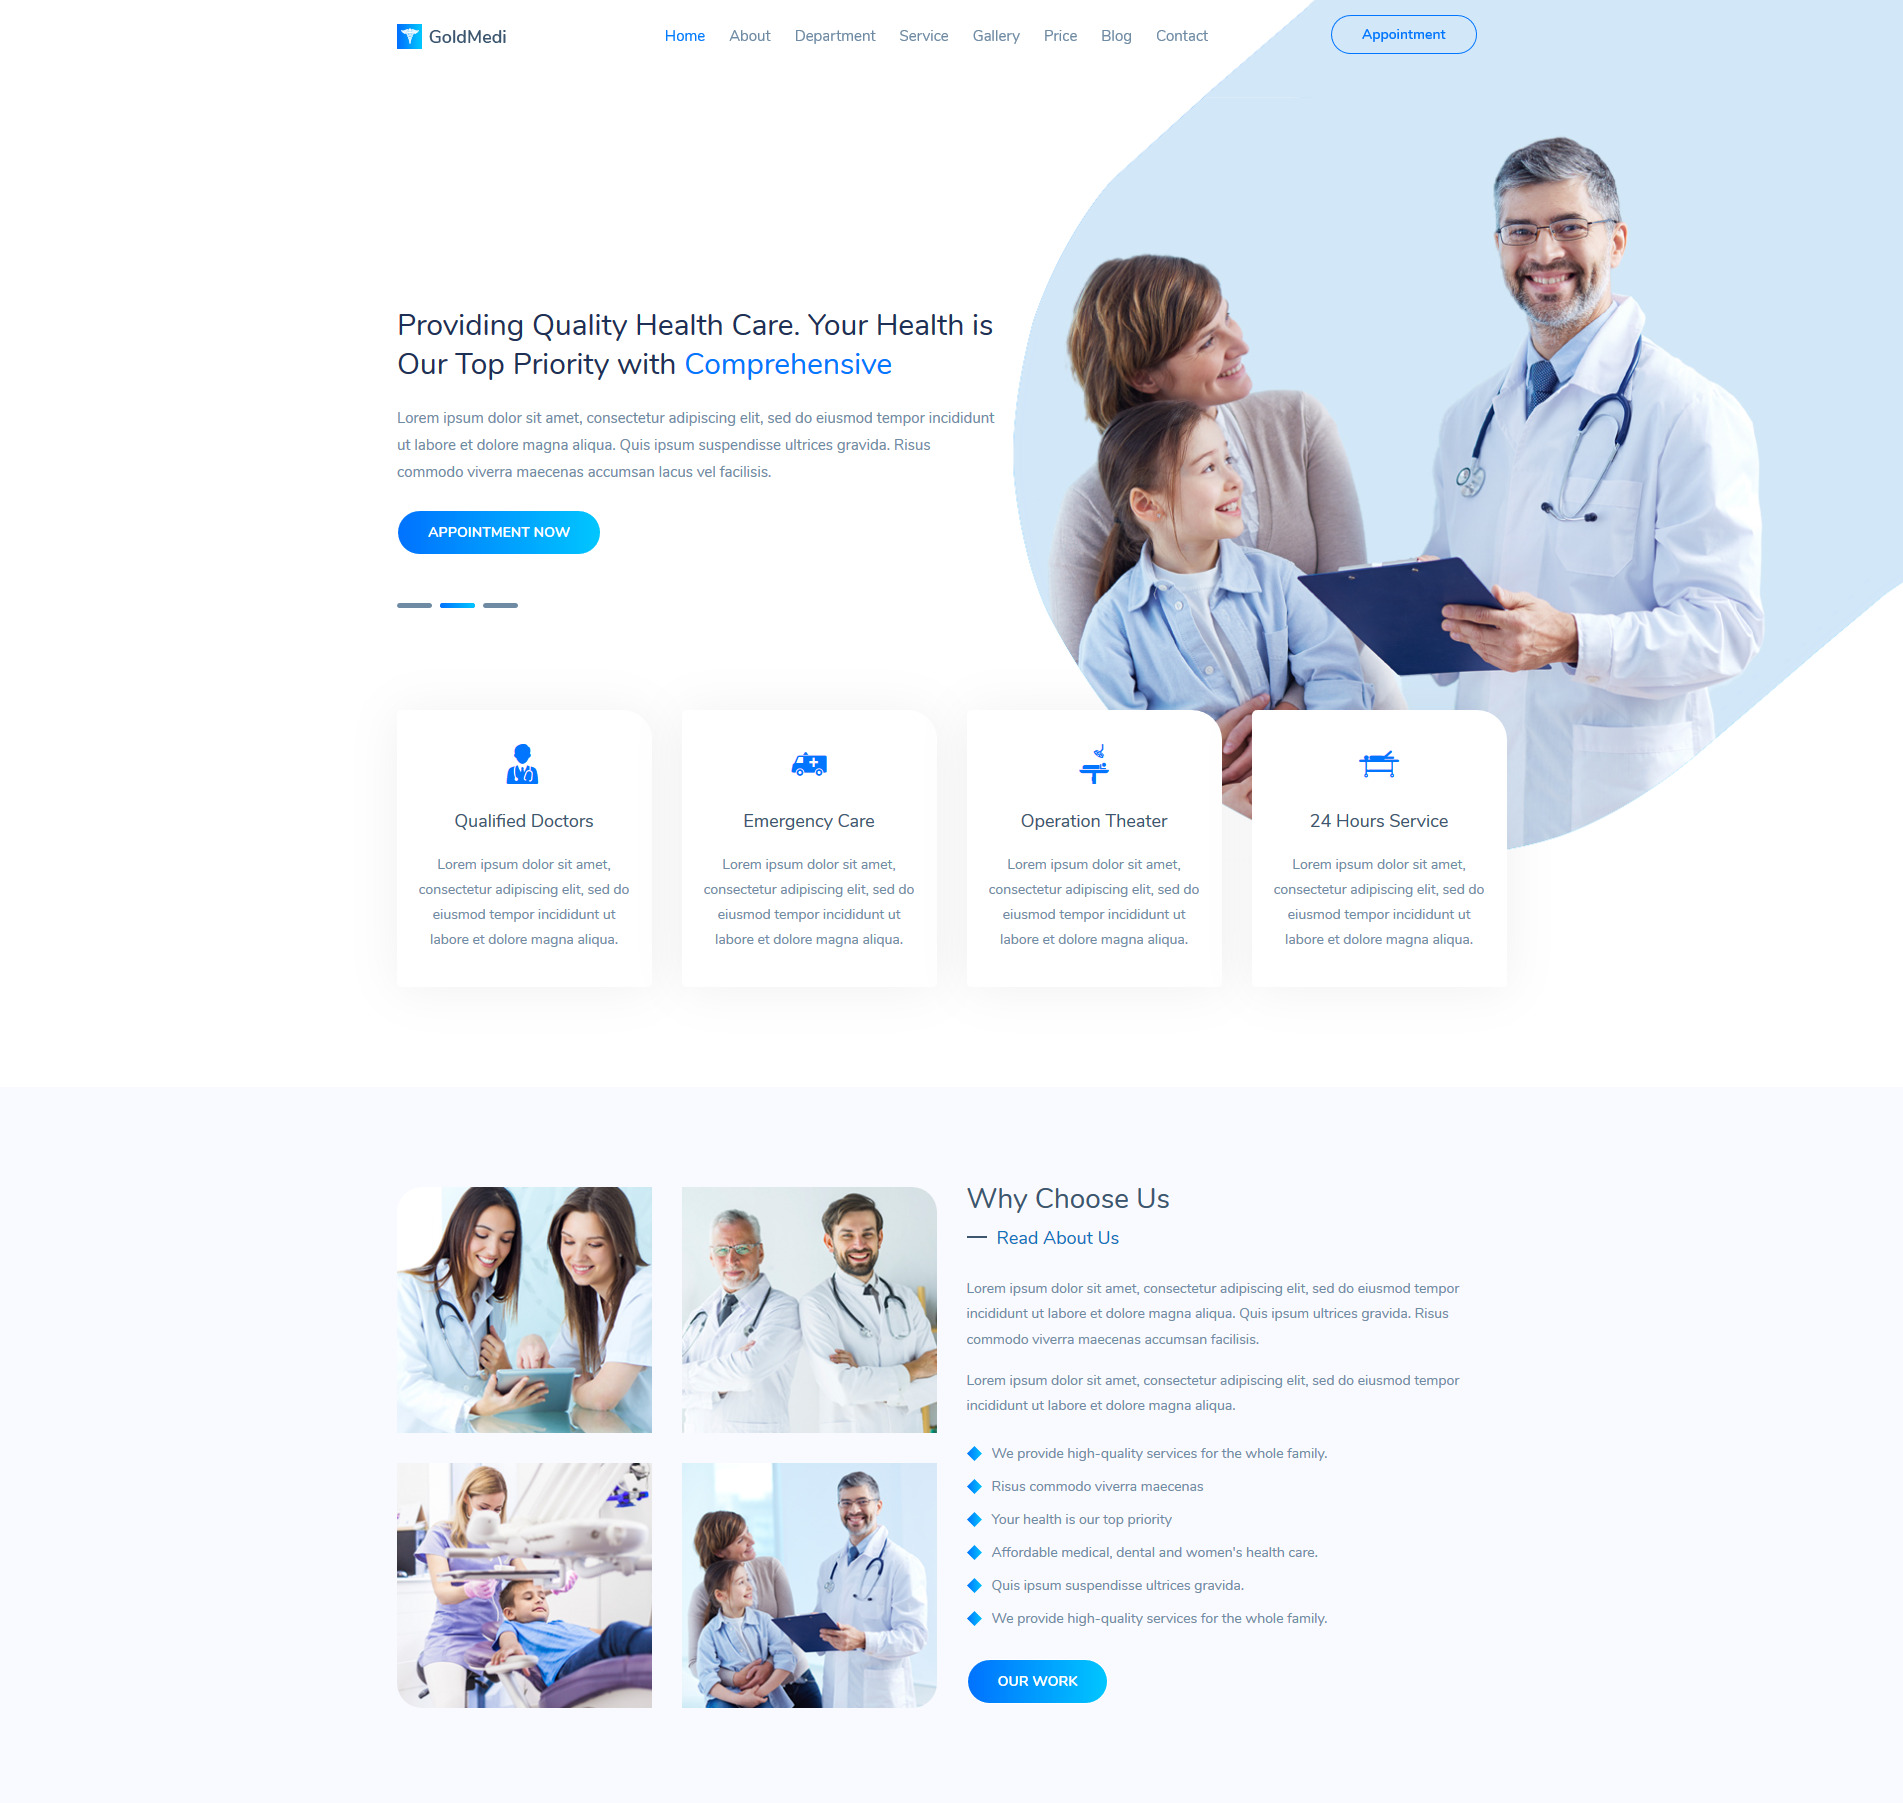 GoldMedi
Home About Department Service Gallery Price Blog Contact
Appointment
Providing Quality Health Care. Your Health is
Our Top Priority with Comprehensive
Lorem ipsum dolor sit amet, consectetur adipiscing elit, sed do eiusmod tempor incididunt
ut labore et dolore magna aliqua. Quis ipsum suspendisse ultrices gravida. Risus
commodo viverra maecenas accumsan lacus vel facilisis.
APPOINTMENT NOW
Qualified Doctors
Lorem ipsum dolor sit amet,
consectetur adipiscing elit, sed do
eiusmod tempor incididunt ut
labore et dolore magna aliqua.
Emergency Care
Lorem ipsum dolor sit amet,
consectetur adipiscing elit, sed do
eiusmod tempor incididunt ut
labore et dolore magna aliqua.
Operation Theater
Lorem ipsum dolor sit amet,
consectetur adipiscing elit, sed do
eiusmod tempor incididunt ut
labore et dolore magna aliqua.
24 Hours Service
Lorem ipsum dolor sit amet,
consectetur adipiscing elit, sed do
eiusmod tempor incididunt ut
labore et dolore magna aliqua.
Why Choose Us
Read About Us
Lorem ipsum dolor sit amet, consectetur adipiscing elit, sed do eiusmod tempor
incididunt ut labore et dolore magna aliqua. Quis ipsum ultrices gravida. Risus
commodo viverra maecenas accumsan facilisis.
Lorem ipsum dolor sit amet, consectetur adipiscing elit, sed do eiusmod tempor
incididunt ut labore et dolore magna aliqua.
We provide high-quality services for the whole family.
Risus commodo viverra maecenas
Your health is our top priority
Affordable medical, dental and women's health care.
Quis ipsum suspendisse ultrices gravida.
We provide high-quality services for the whole family.
OUR WORK